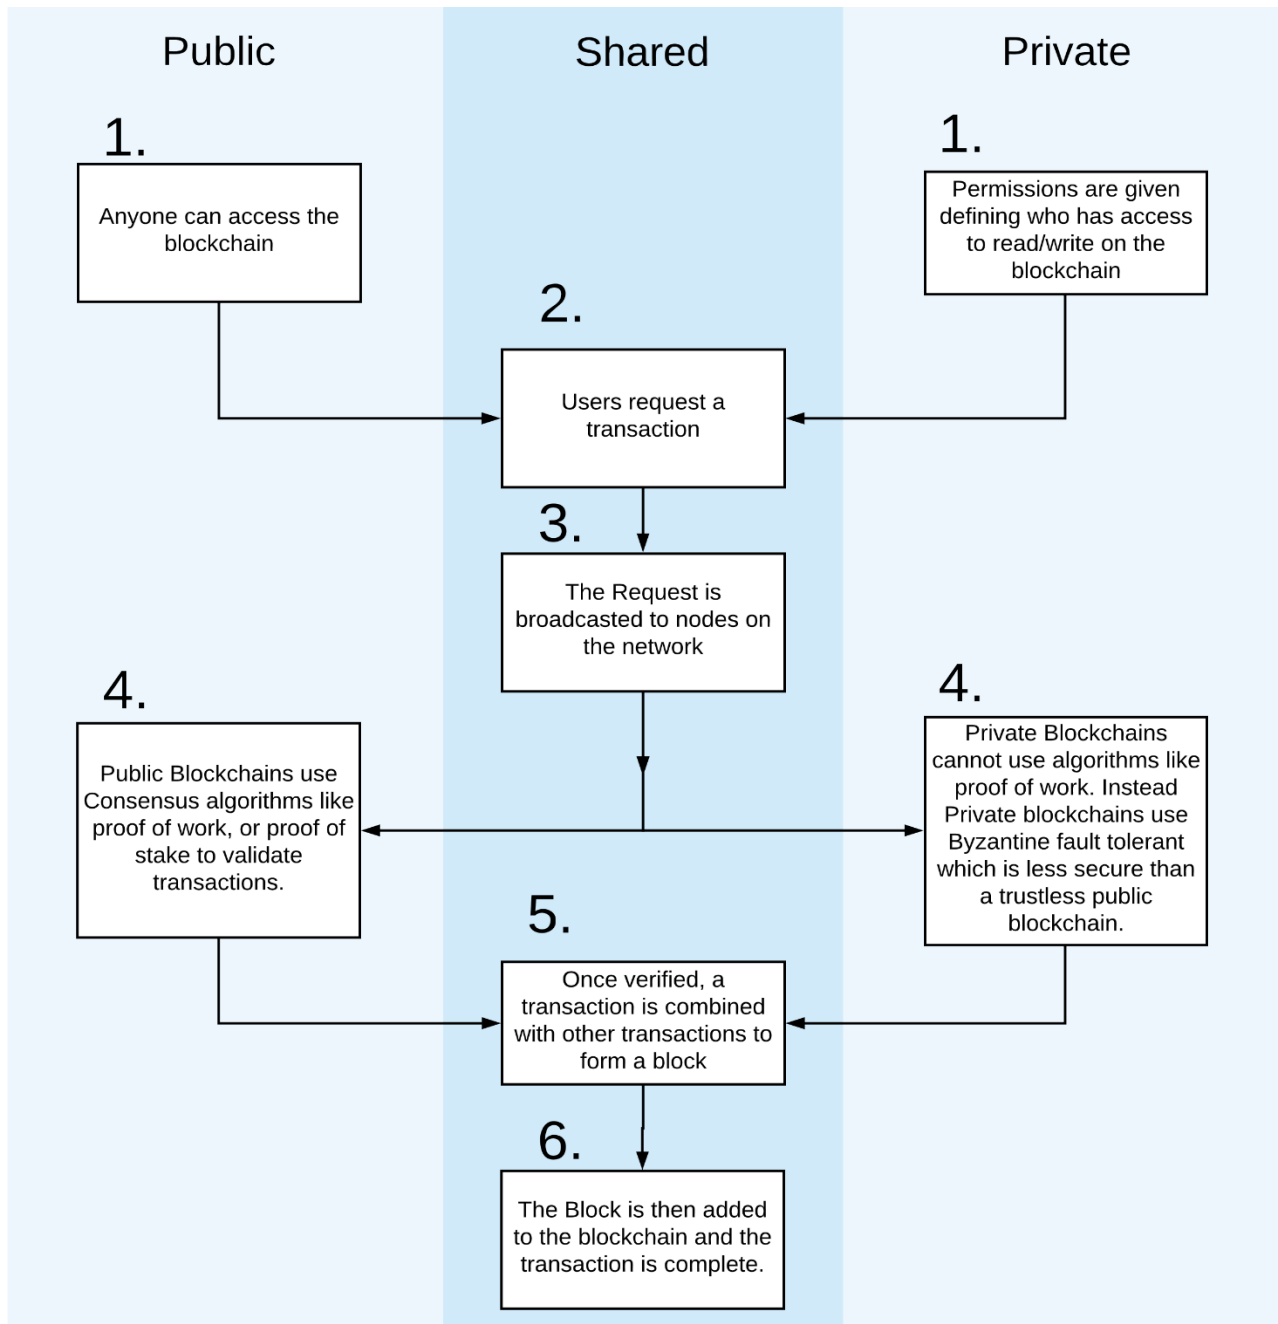 Public
Shared
Private
1.
Anyone can access the
blockchain
1.
Permissions are given
defining who has access
to read/write on the
blockchain
2.
Users request a
transaction
3.
The Request is
broadcasted to nodes on
the network
4.
Public Blockchains use
Consensus algorithms like
proof of work, or proof of
stake to validate
transactions.
4.
Private Blockchains
cannot use algorithms like
proof of work. Instead
Private blockchains use
Byzantine fault tolerant
which is less secure than
a trustless public
blockchain.
5.
Once verified, a
transaction is combined
with other transactions to
form a block
6.
The Block is then added
to the blockchain and the
transaction is complete.